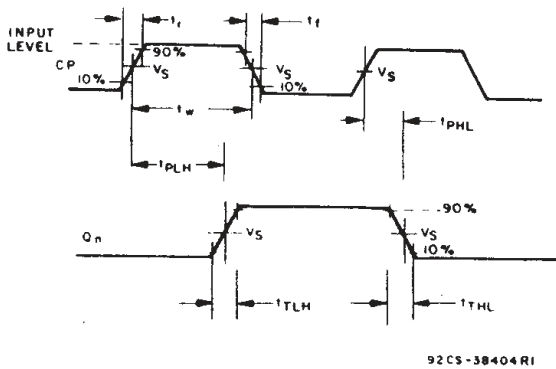 tr
tf
INPUT
LEVEL
CP
90%
VS
10%
tw
VS
10%
VS
tPLH
tPHL
Qn
VS
90%
VS
10%
tTLH
tTHL
92CS-38404R1